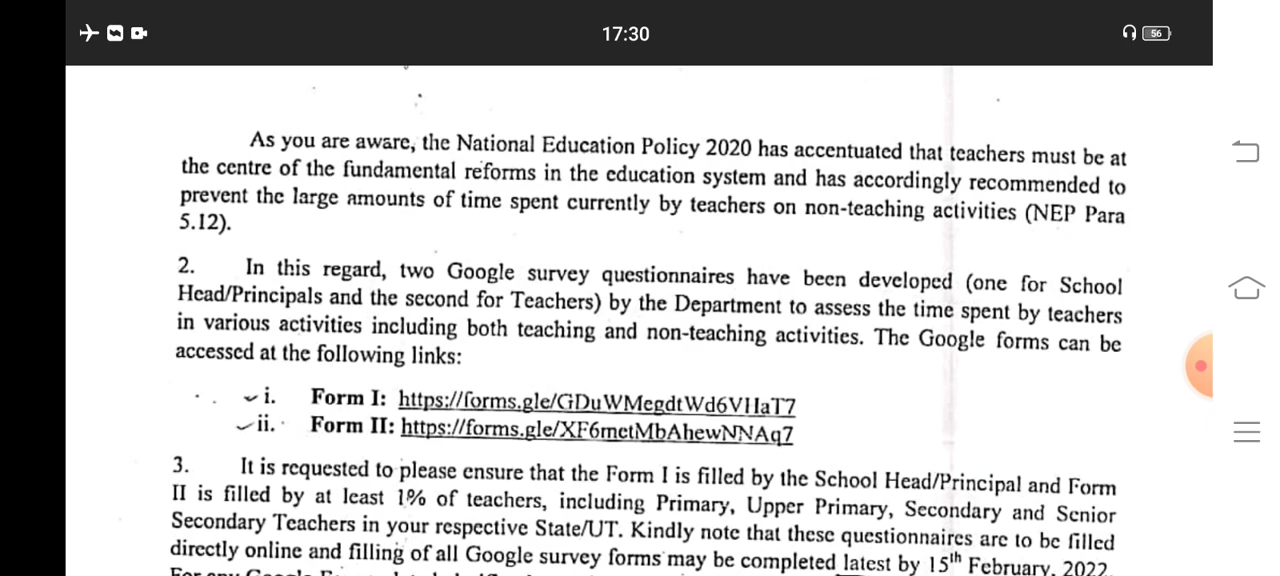 17:30
56
As you are aware, the National Education Policy 2020 has accentuated that teachers must be at
the centre of the fundamental reforms in the education system and has accordingly recommended to
prevent the large amounts of time spent currently by teachers on non-teaching activities (NEP Para
5.12).
2. In this regard, two Google survey questionnaires have been developed (one for School
Head/Principals and the second for Teachers) by the Department to assess the time spent by teachers
in various activities including both teaching and non-teaching activities. The Google forms can be
accessed at the following links:
i. Form I: https://forms.gle/GDuWMegdtWd6VHaT7
ii. Form II: https://forms.gle/XF6metMbAhewNNAq7
3. It is requested to please ensure that the Form I is filled by the School Head/Principal and Form
II is filled by at least 1% of teachers, including Primary, Upper Primary, Secondary and Senior
Secondary Teachers in your respective State/UT. Kindly note that these questionnaires are to be filled
directly online and filling of all Google survey forms may be completed latest by 15th February, 2022.